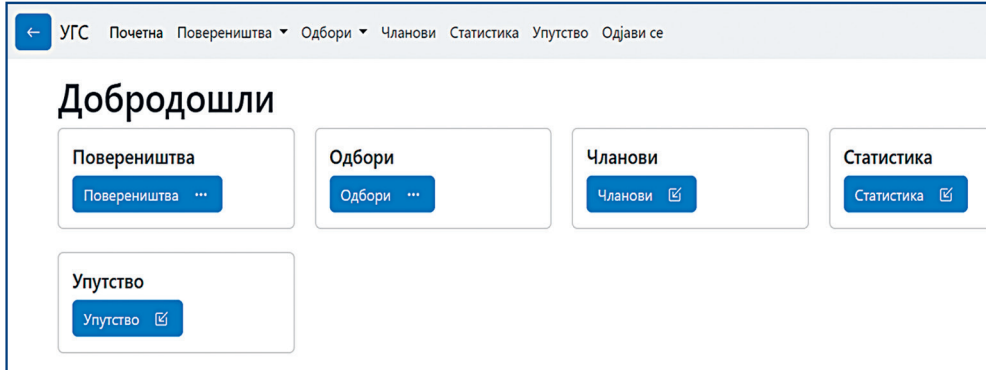 УГС Почетна Повереништва Одбори Чланови Статистика Упутство Одјави се
Добродошли
Повереништва Одбори Чланови Статистика
Повереништва ... Одбори ... Чланови Статистика
Упутство
Упутство